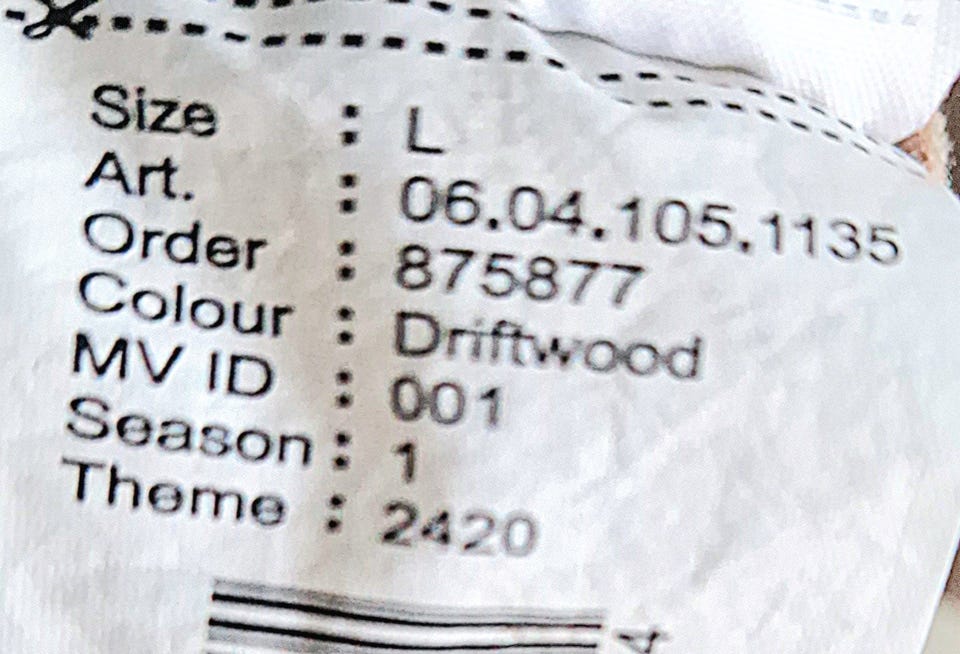 Size : L
Art. : 06.04.105.1135
Order : 875877
Colour : Driftwood
MV ID : 001
Season : 1
Theme : 2420